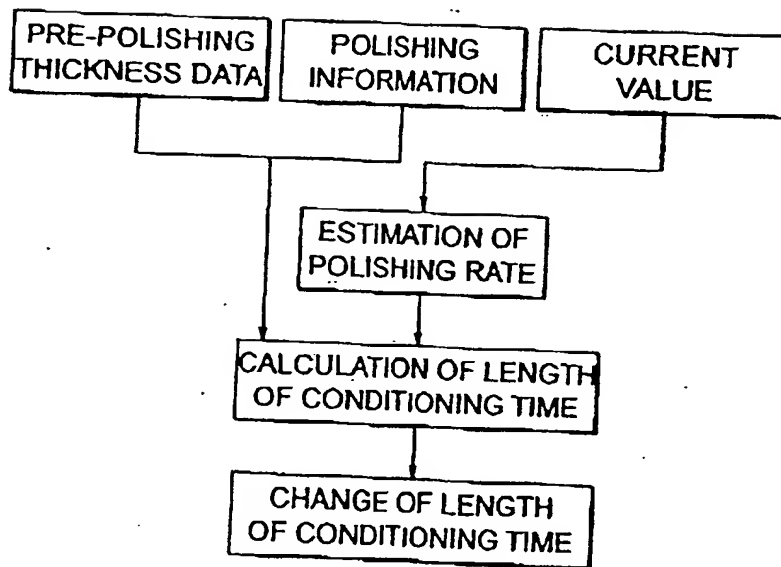 PRE-POLISHING
THICKNESS DATA
POLISHING
INFORMATION
CURRENT
VALUE
ESTIMATION OF
POLISHING RATE
CALCULATION OF LENGTH
OF CONDITIONING TIME
CHANGE OF LENGTH
OF CONDITIONING TIME